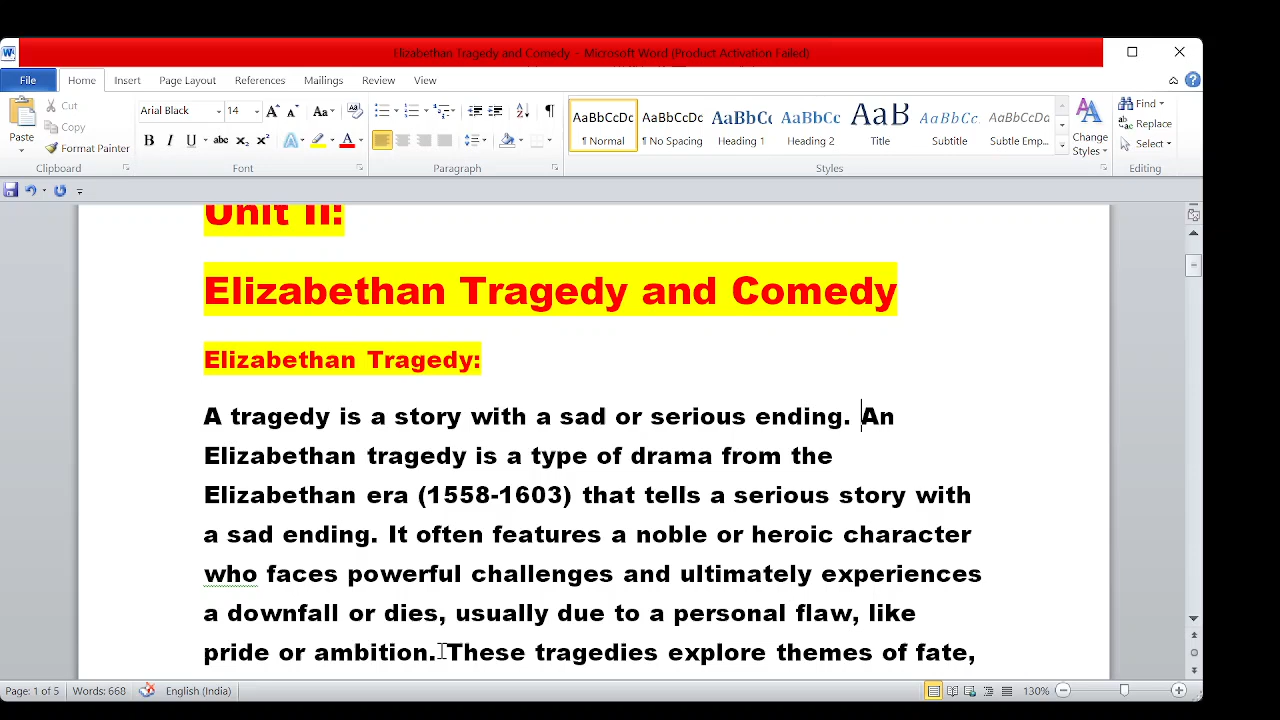 Elizabethan Tragedy and Comedy - Microsoft Word (Product Activation Failed)
File Home Insert Page Layout References Mailings Review View
Paste Cut Copy Format Painter Clipboard
Arial Black 14 Font
Paragraph
AaBbCcDc ¶ Normal AaBbCcDc ¶ No Spacing AaBbCc Heading 1 AaBbCc Heading 2 AaB Title AaBbCc. Subtitle AaBbCcDc Subtle Emp... Change Styles Styles
Find Replace Select Editing
Unit II:
Elizabethan Tragedy and Comedy
Elizabethan Tragedy:
A tragedy is a story with a sad or serious ending. An
Elizabethan tragedy is a type of drama from the
Elizabethan era (1558-1603) that tells a serious story with
a sad ending. It often features a noble or heroic character
who faces powerful challenges and ultimately experiences
a downfall or dies, usually due to a personal flaw, like
pride or ambition. These tragedies explore themes of fate,
Page: 1 of 5 Words: 668 English (India) 130%